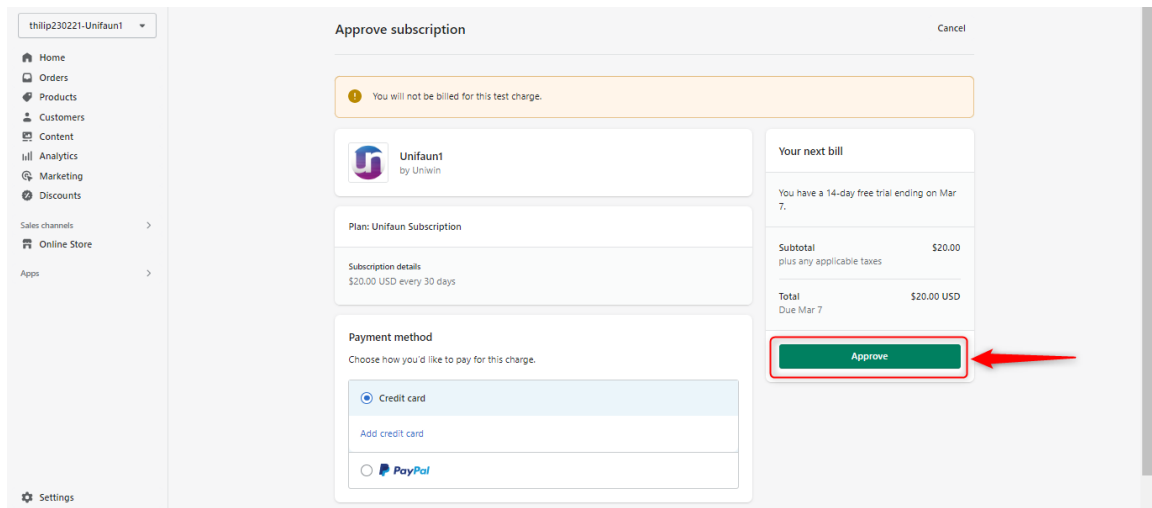 thilip230221-Unifaun1
Home
Orders
Products
Customers
Content
Analytics
Marketing
Discounts
Sales channels
Online Store
Apps
Settings
Approve subscription
Cancel
You will not be billed for this test charge.
Unifaun1
by Uniwin
Plan: Unifaun Subscription
Subscription details
$20.00 USD every 30 days
Payment method
Choose how you'd like to pay for this charge.
Credit card
Add credit card
PayPal
Your next bill
You have a 14-day free trial ending on Mar
7.
Subtotal $20.00
plus any applicable taxes
Total $20.00 USD
Due Mar 7
Approve